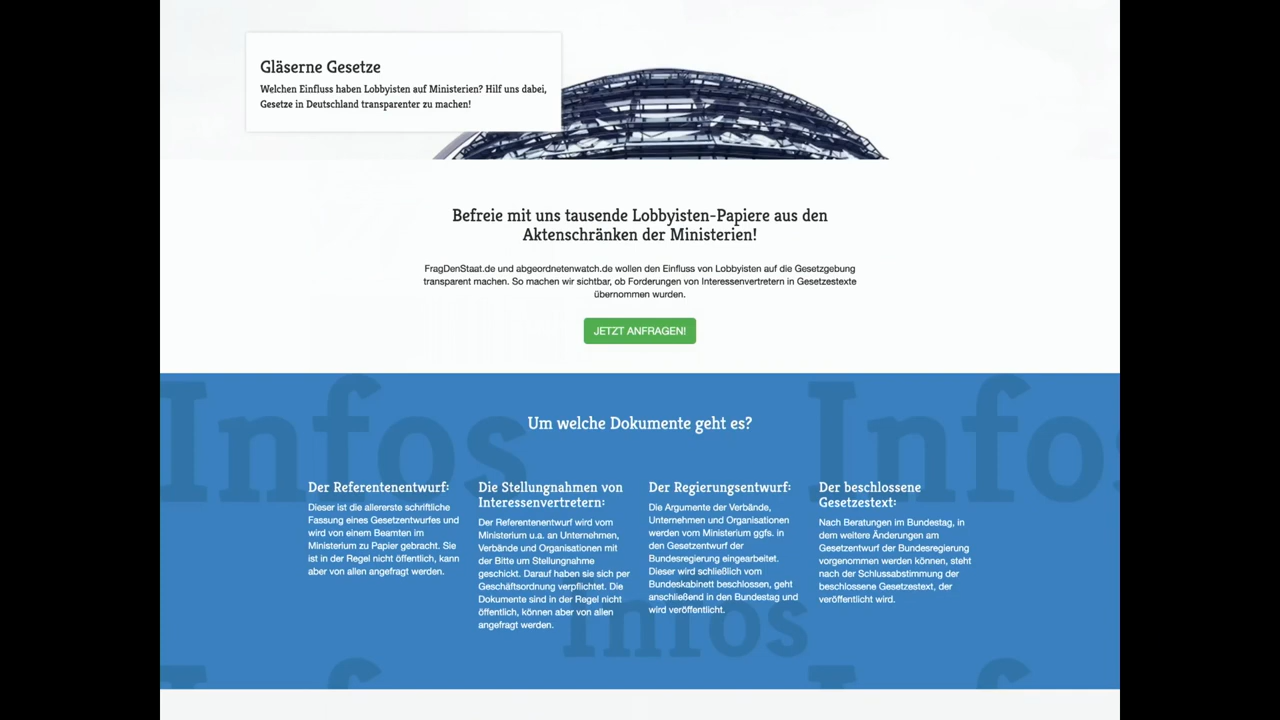 Gläserne Gesetze
Welchen Einfluss haben Lobbyisten auf Ministerien? Hilf uns dabei,
Gesetze in Deutschland transparenter zu machen!
Befreie mit uns tausende Lobbyisten-Papiere aus den
Aktenschränken der Ministerien!
FragDenStaat.de und abgeordnetenwatch.de wollen den Einfluss von Lobbyisten auf die Gesetzgebung
transparent machen. So machen wir sichtbar, ob Forderungen von Interessenvertretern in Gesetzestexte
übernommen wurden.
JETZT ANFRAGEN!
Infos
Infos
Um welche Dokumente geht es?
Der Referentenentwurf:
Dieser ist die allererste schriftliche
Fassung eines Gesetzentwurfes und
wird von einem Beamten im
Ministerium zu Papier gebracht. Sie
ist in der Regel nicht öffentlich, kann
aber von allen angefragt werden.
Die Stellungnahmen von
Interessenvertretern:
Der Referentenentwurf wird vom
Ministerium u.a. an Unternehmen,
Verbände und Organisationen mit
der Bitte um Stellungnahme
geschickt. Darauf haben sie sich per
Geschäftsordnung verpflichtet. Die
Dokumente sind in der Regel nicht
öffentlich, können aber von allen
angefragt werden.
Der Regierungsentwurf:
Die Argumente der Verbände,
Unternehmen und Organisationen
werden vom Ministerium ggfs. in
den Gesetzentwurf der
Bundesregierung eingearbeitet.
Dieser wird schließlich vom
Bundeskabinett beschlossen, geht
anschließend in den Bundestag und
wird veröffentlicht.
Der beschlossene
Gesetzestext:
Nach Beratungen im Bundestag, in
dem weitere Änderungen am
Gesetzentwurf der Bundesregierung
vorgenommen werden können, steht
nach der Schlussabstimmung der
beschlossene Gesetzestext, der
veröffentlicht wird.
Infos